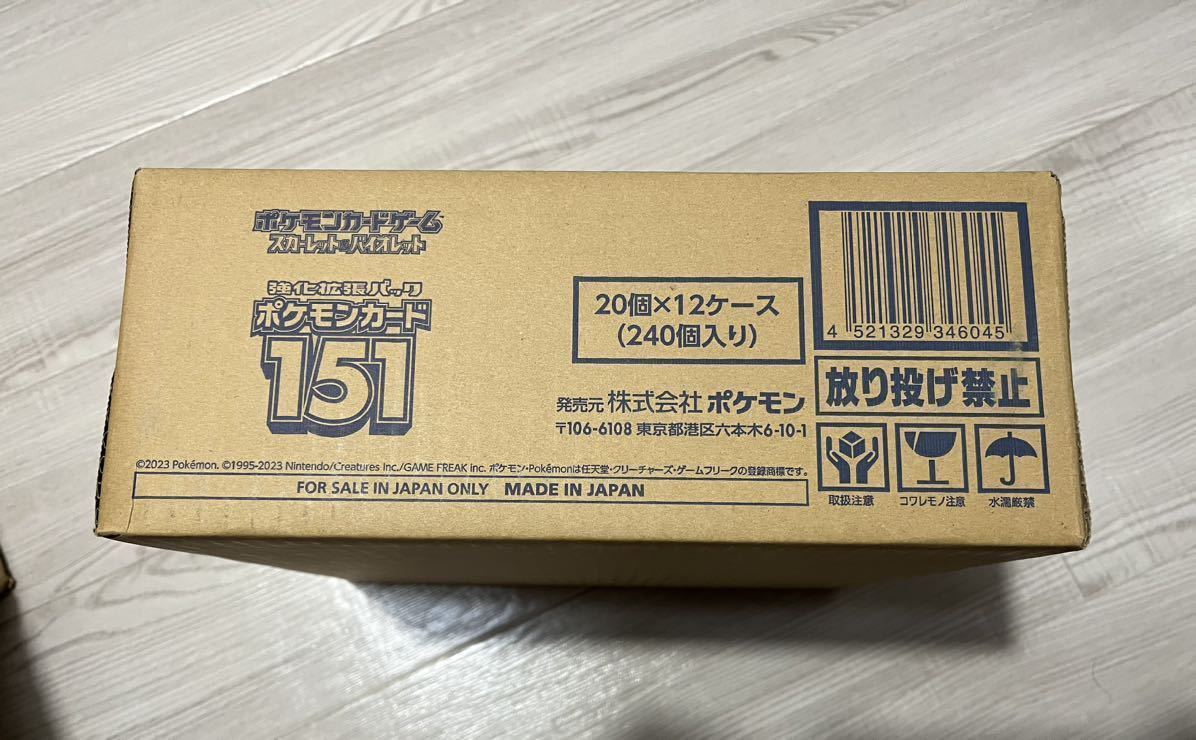 ポケモンカードゲーム
スカーレット&バイオレット
強化拡張パック
ポケモンカード
151
20個×12ケース
(240個入り)
4 521329 346045
発売元 株式会社 ポケモン
〒106-6108 東京都港区六本木6-10-1
放り投げ禁止
取扱注意
コワレモノ注意
水濡厳禁
©2023 Pokémon. ©1995-2023 Nintendo/Creatures Inc./GAME FREAK inc. ポケモン・Pokémonは任天堂・クリーチャーズ・ゲームフリークの登録商標です。
FOR SALE IN JAPAN ONLY MADE IN JAPAN